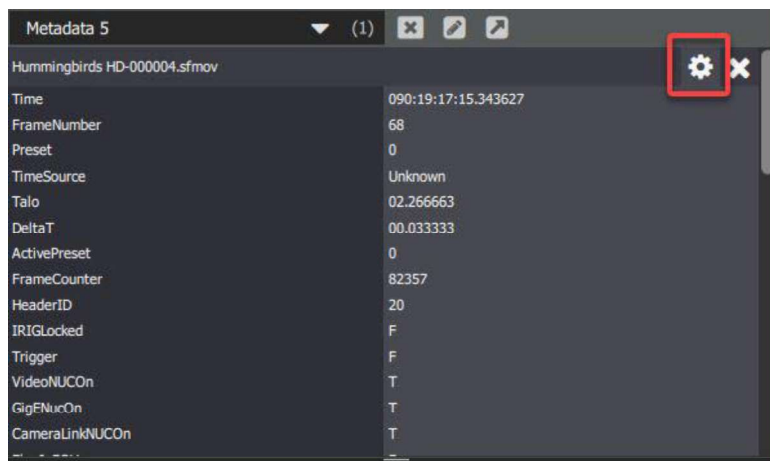 Metadata 5 (1)
Hummingbirds HD-000004.sfmov
Time 090:19:17:15.343627
FrameNumber 68
Preset 0
TimeSource Unknown
Talo 02.266663
DeltaT 00.033333
ActivePreset 0
FrameCounter 82357
HeaderID 20
IRIGLocked F
Trigger F
VideoNUCOn T
GigENucOn T
CameraLinkNUCOn T